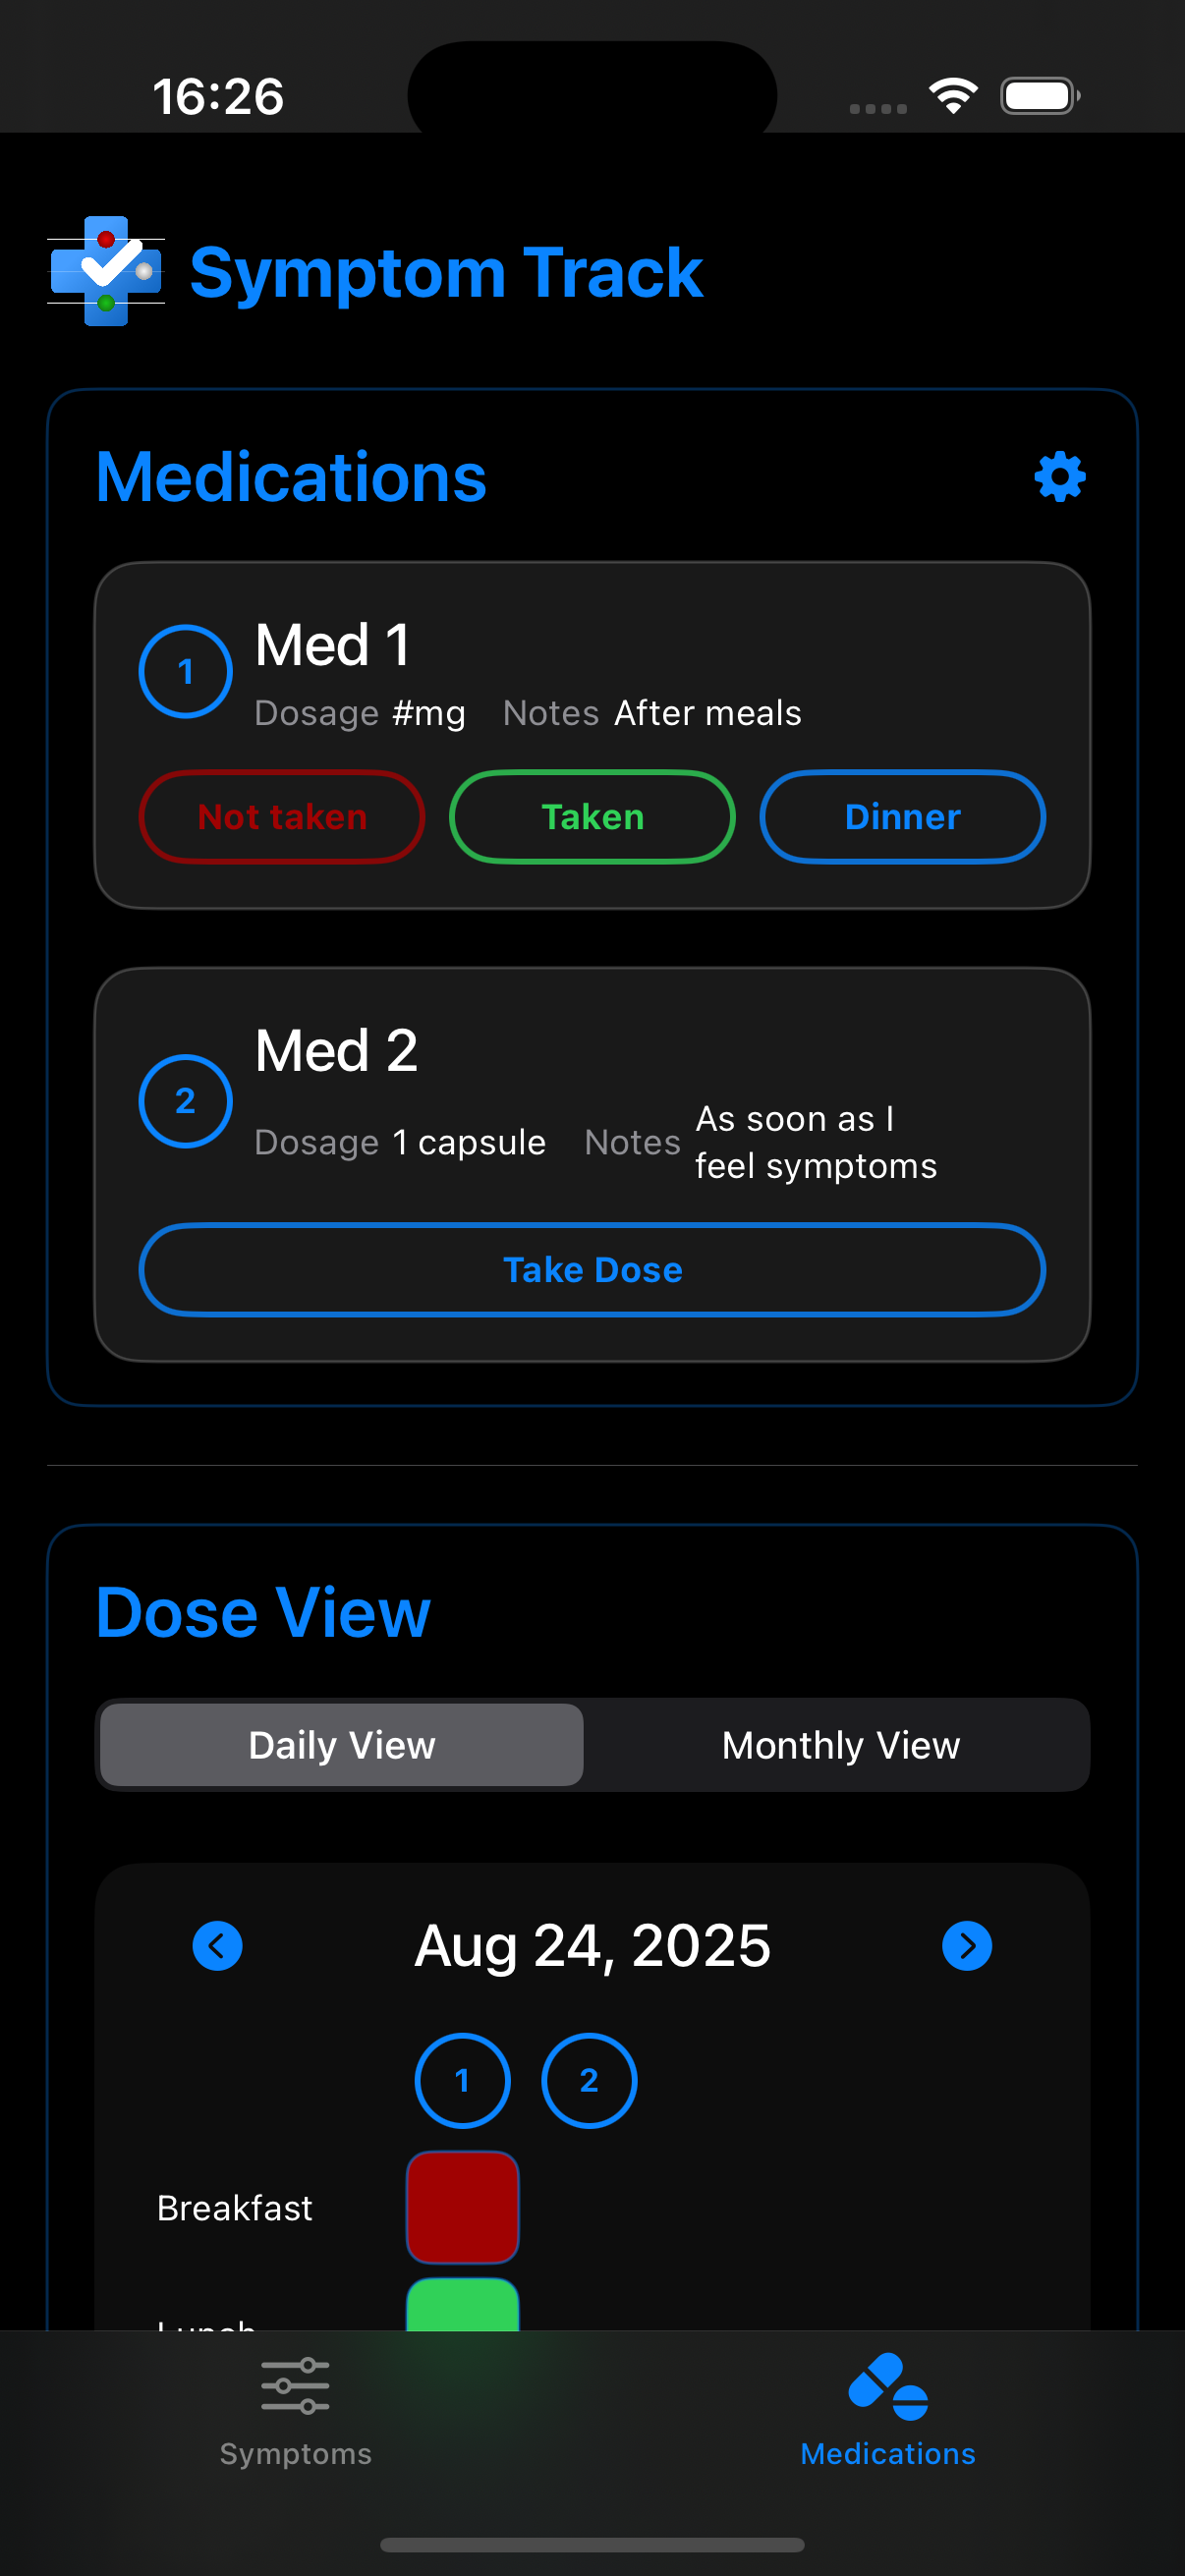 16:26
Symptom Track
Medications
1
Med 1
Dosage #mg Notes After meals
Not taken Taken Dinner
2
Med 2
Dosage 1 capsule Notes As soon as I
feel symptoms
Take Dose
Dose View
Daily View Monthly View
Aug 24, 2025
1 2
Breakfast
Lunch
Symptoms Medications